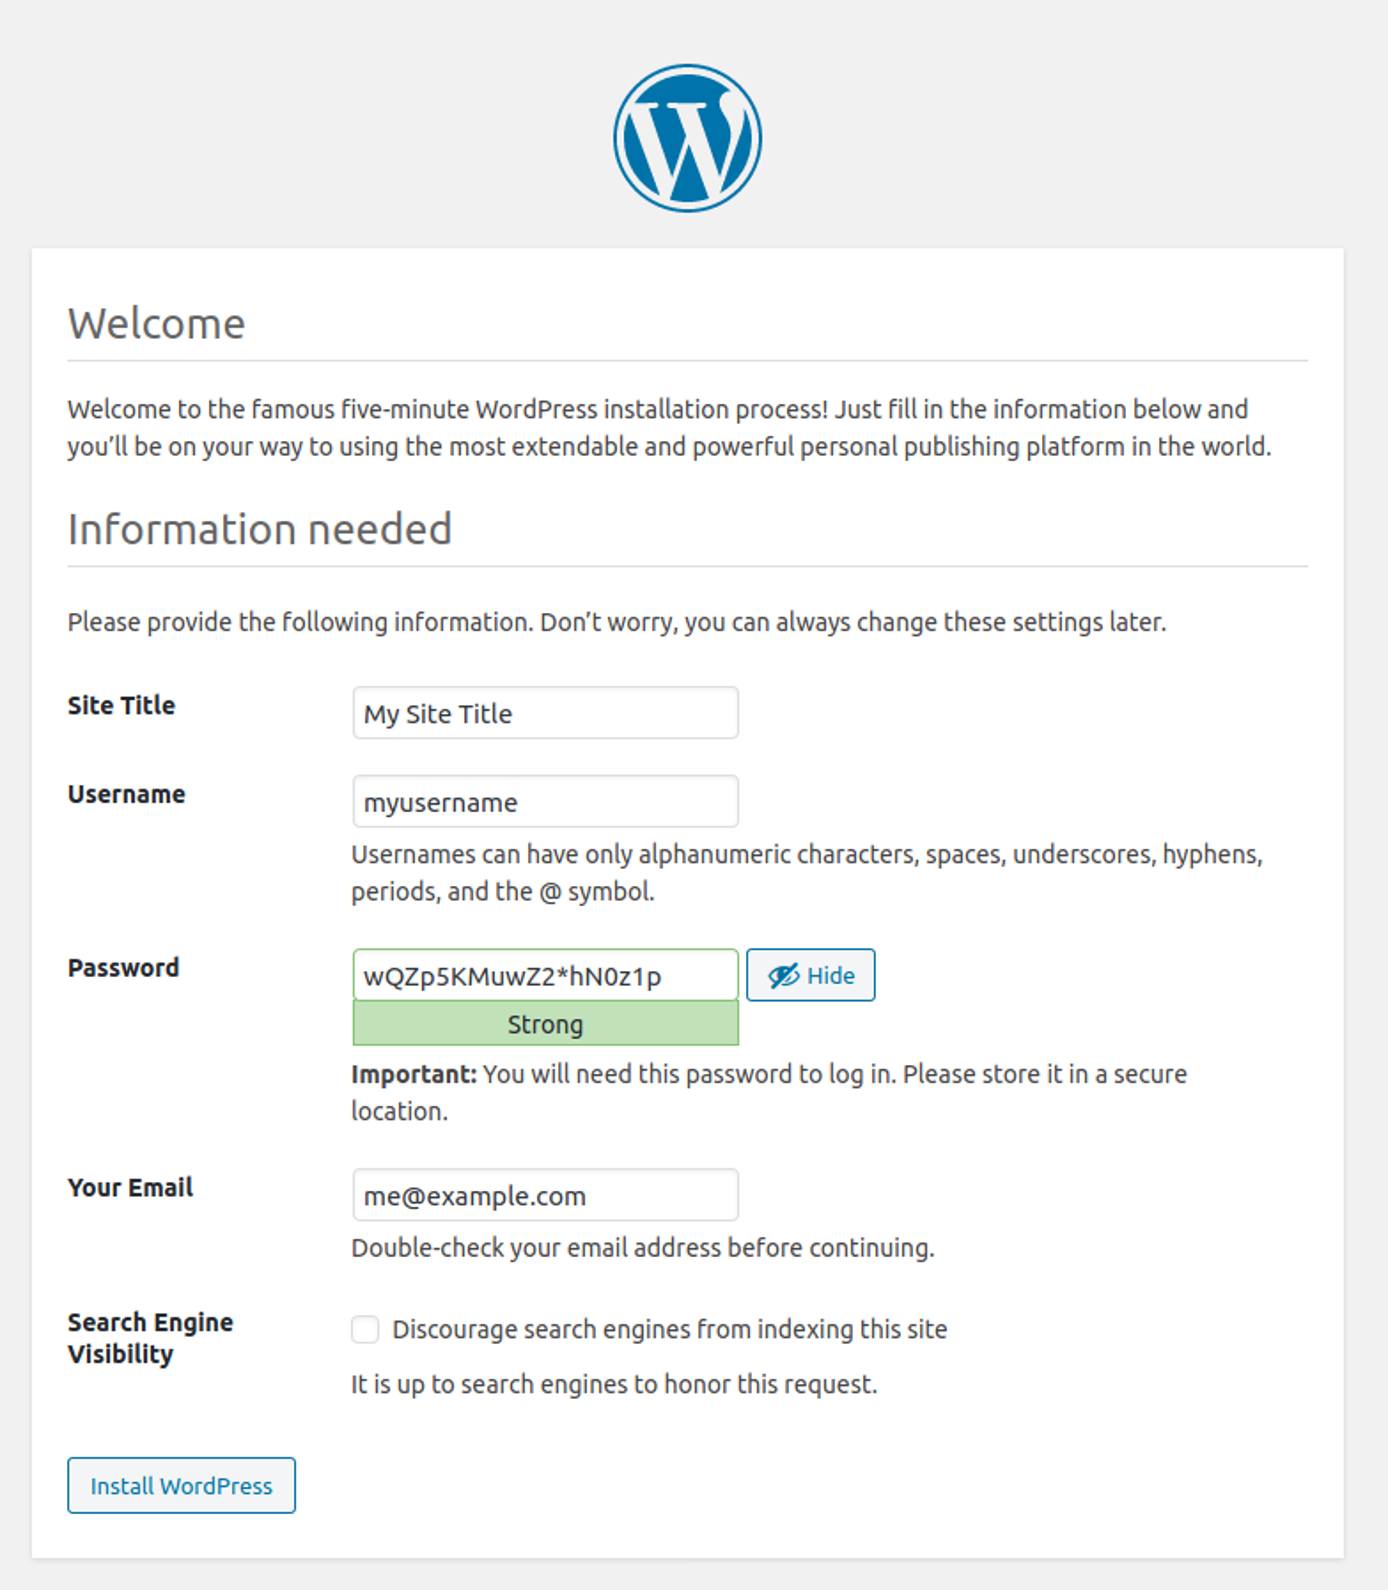 W
Welcome
Welcome to the famous five-minute WordPress installation process! Just fill in the information below and
you’ll be on your way to using the most extendable and powerful personal publishing platform in the world.
Information needed
Please provide the following information. Don’t worry, you can always change these settings later.
Site Title
My Site Title
Username
myusername
Usernames can have only alphanumeric characters, spaces, underscores, hyphens,
periods, and the @ symbol.
Password
wQZp5KMuwZ2*hN0z1p
Hide
Strong
Important: You will need this password to log in. Please store it in a secure
location.
Your Email
me@example.com
Double-check your email address before continuing.
Search Engine
Visibility
Discourage search engines from indexing this site
It is up to search engines to honor this request.
Install WordPress